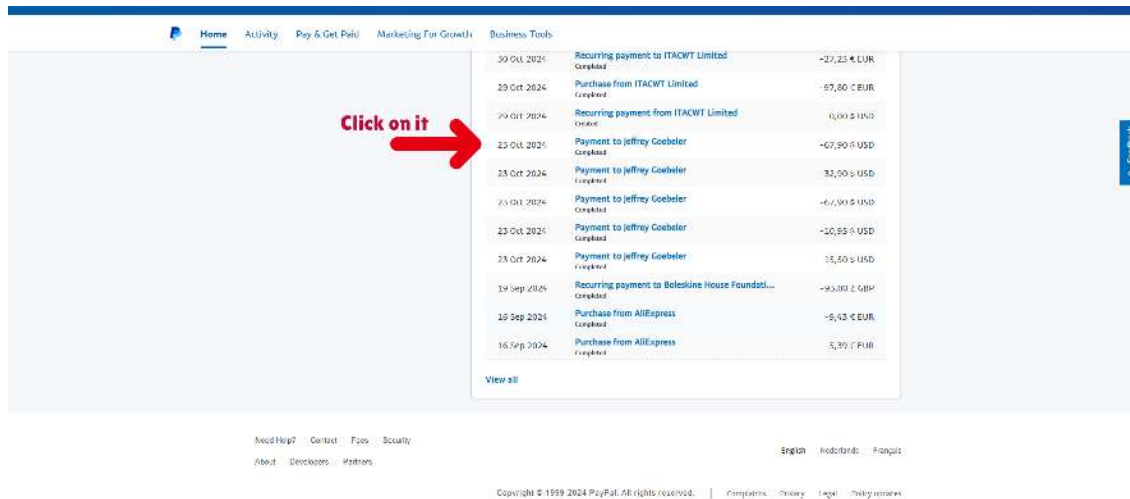 Home Activity Pay & Get Paid Marketing For Growth Business Tools
30 Oct 2024 Recurring payment to ITACWT Limited -27,23 € EUR
Completed
29 Oct 2024 Purchase from ITACWT Limited -97,80 € EUR
Completed
29 Oct 2024 Recurring payment from ITACWT Limited 0,00 $ USD
Created
Click on it
23 Oct 2024 Payment to Jeffrey Goebeler -67,90 $ USD
Completed
23 Oct 2024 Payment to Jeffrey Goebeler -32,90 $ USD
Completed
23 Oct 2024 Payment to Jeffrey Goebeler -67,90 $ USD
Completed
23 Oct 2024 Payment to Jeffrey Goebeler -10,95 $ USD
Completed
23 Oct 2024 Payment to Jeffrey Goebeler 15,50 $ USD
Completed
19 Sep 2024 Recurring payment to Boleskine House Foundati... £ GBP
Completed
16 Sep 2024 Purchase from AliExpress -9,43 € EUR
Completed
16 Sep 2024 Purchase from AliExpress 5,39 € EUR
Completed
View all
Need Help? Contact Fees Security
English Nederlands Français
About Developers Partners
Copyright © 1999-2024 PayPal. All rights reserved. | Complaints Privacy Legal Policy updates